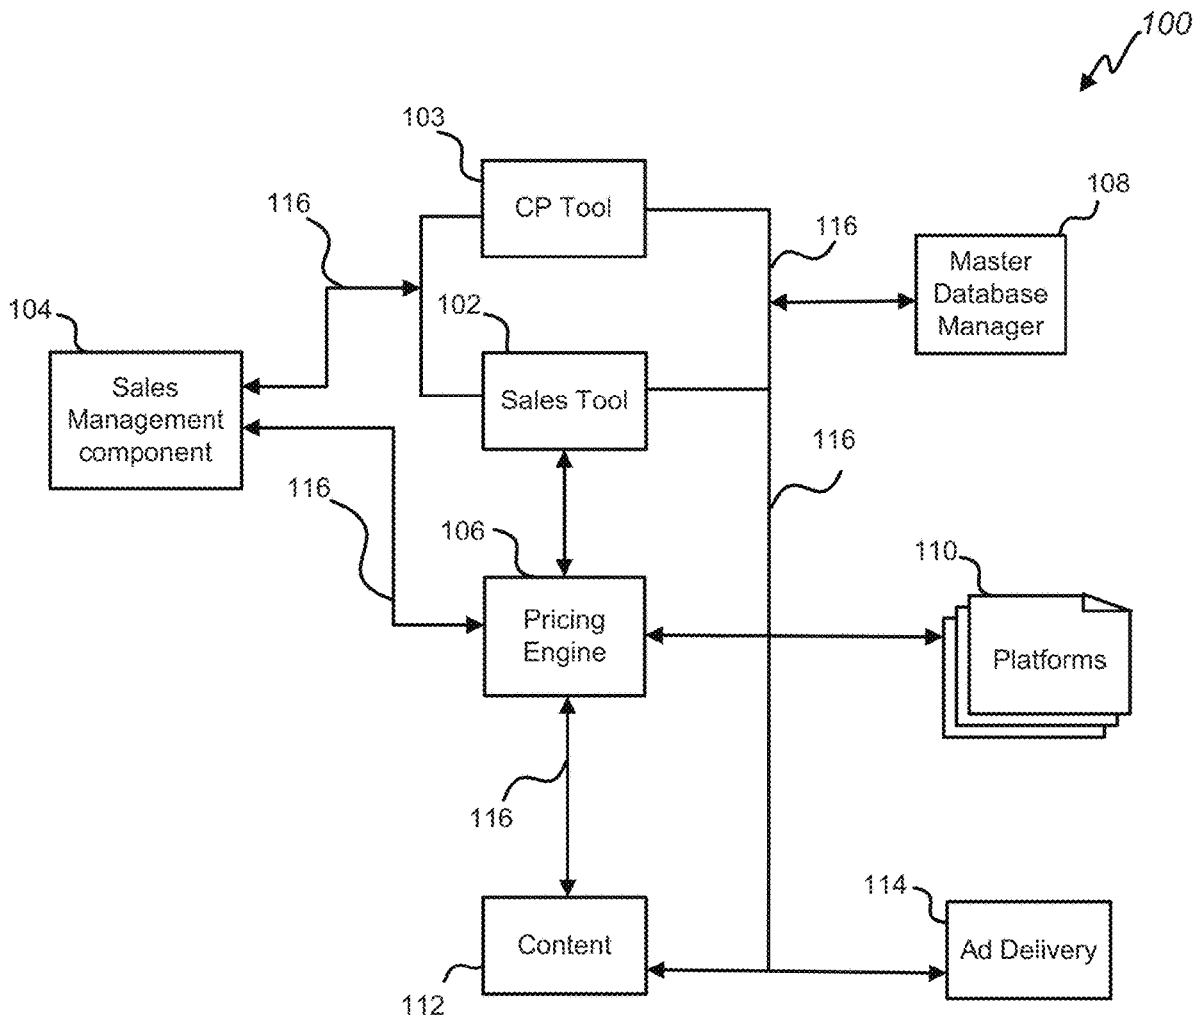 100
103
CP Tool
116
116
108
Master
Database
Manager
104
102
Sales
Management
component
Sales Tool
116
116
106
Pricing
Engine
110
Platforms
116
114
Content
Ad Delivery
112